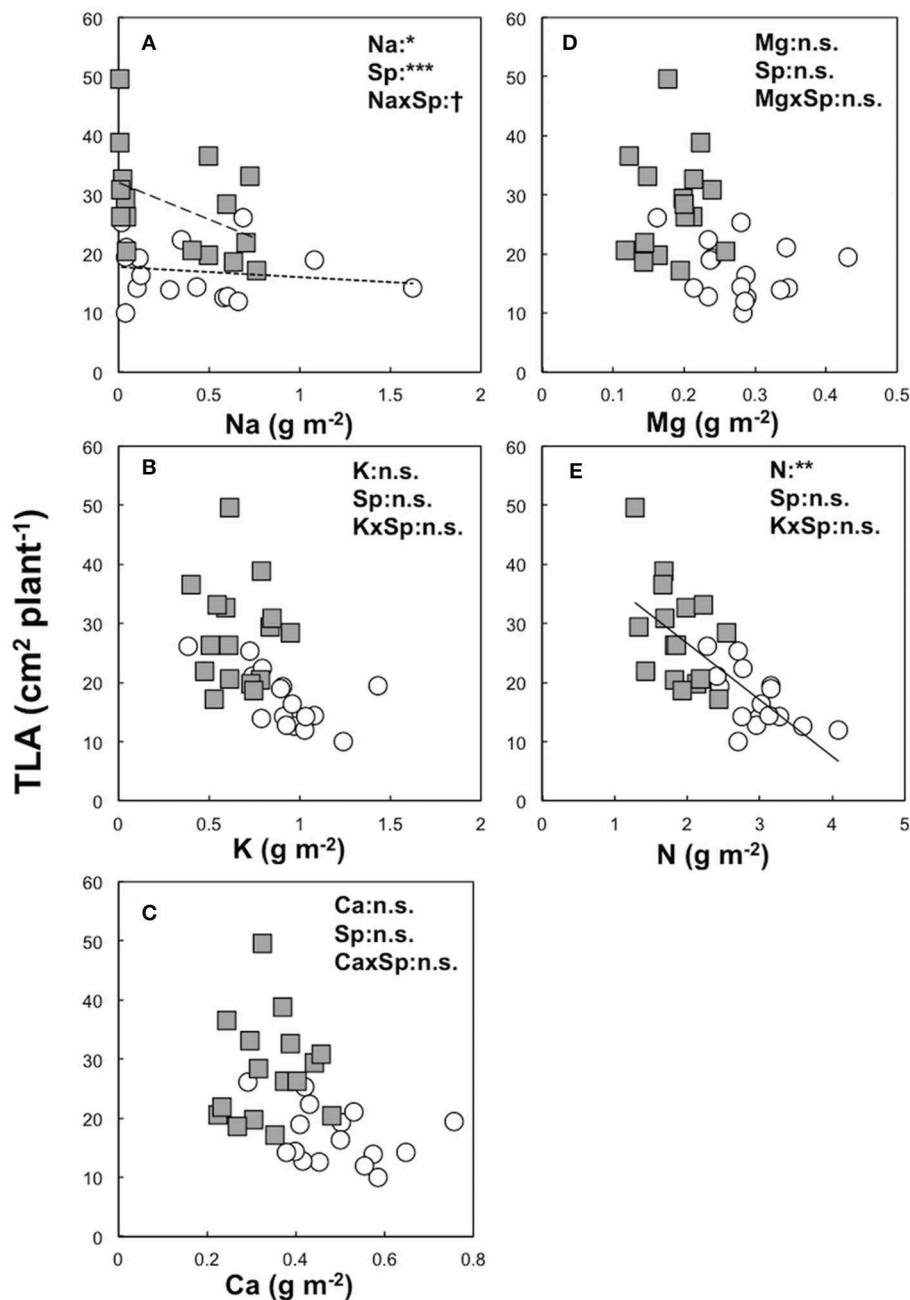 TLA (cm² plant⁻¹)
A
Na:*
Sp:***
NaxSp:†
60
50
40
30
20
10
0
0 0.5 1 1.5 2
Na (g m⁻²)
D
Mg:n.s.
Sp:n.s.
MgxSp:n.s.
60
50
40
30
20
10
0
0 0.1 0.2 0.3 0.4 0.5
Mg (g m⁻²)
B
K:n.s.
Sp:n.s.
KxSp:n.s.
60
50
40
30
20
10
0
0 0.5 1 1.5 2
K (g m⁻²)
E
N:**
Sp:n.s.
KxSp:n.s.
60
50
40
30
20
10
0
0 1 2 3 4 5
N (g m⁻²)
C
Ca:n.s.
Sp:n.s.
CaxSp:n.s.
60
50
40
30
20
10
0
0 0.2 0.4 0.6 0.8
Ca (g m⁻²)